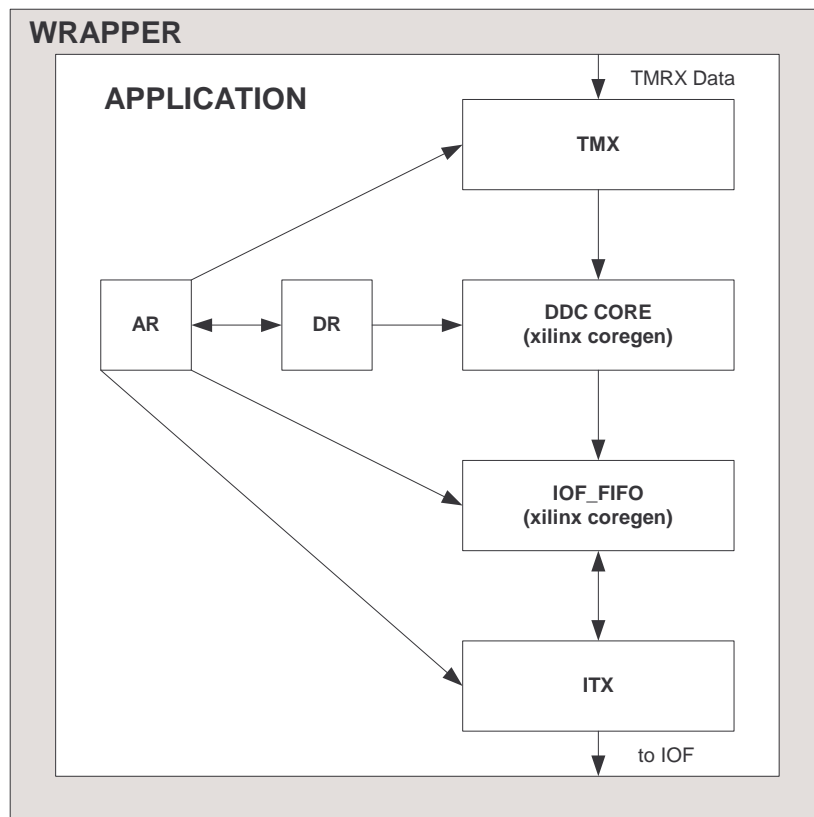 WRAPPER
APPLICATION
TMRX Data
TMX
AR
DR
DDC CORE
(xilinx coregen)
IOF_FIFO
(xilinx coregen)
ITX
to IOF